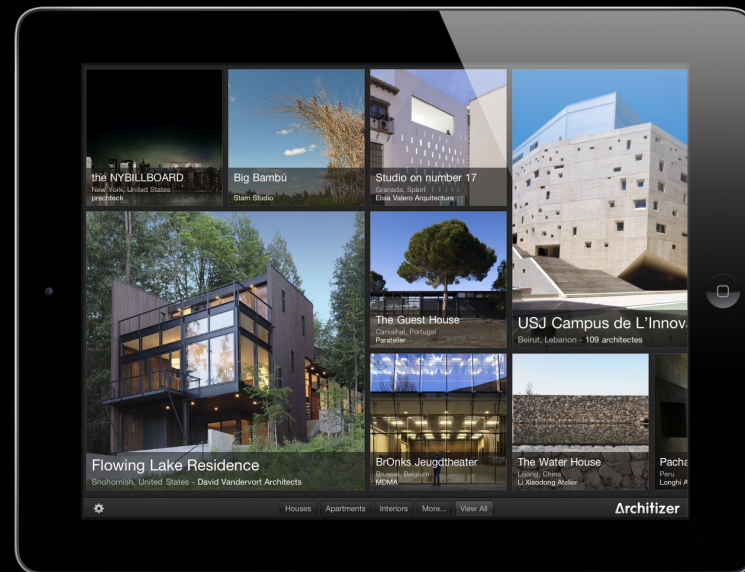 the NYBILLBOARD
New York, United States
prechteck
Big Bambú
Stam Studio
Studio on number 17
Granada, Spain
Elisa Valero Arquitectura
Flowing Lake Residence
Snohomish, United States - David Vandervort Architects
The Guest House
Carvalhal, Portugal
Paratelier
USJ Campus de L'Innov
Beirut, Lebanon - 109 architectes
BrOnks Jeugdtheater
Brussel, Belgium
MDMA
The Water House
Lijiang, China
Li Xiaodong Atelier
Pacha
Peru
Longhi A
Houses Apartments Interiors More... View All
Architizer